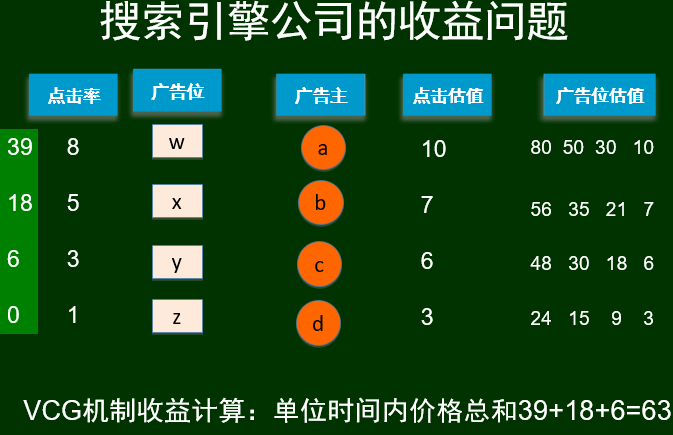 搜索引擎公司的收益问题
点击率 广告位 广告主 点击估值 广告位估值
39 8 w a 10 80 50 30 10
18 5 x b 7 56 35 21 7
6 3 y c 6 48 30 18 6
0 1 z d 3 24 15 9 3
VCG机制收益计算：单位时间内价格总和39+18+6=63